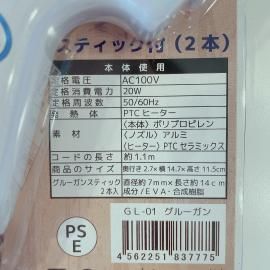 スティック付(2本)
本体使用
定格電圧 AC100V
定格消費電力 20W
定格周波数 50/60Hz
発熱体 PTCヒーター
素材 〈本体〉ポリプロピレン
〈ノズル〉アルミ
〈ヒーター〉PTCセラミックス
コードの長さ 約1.1m
商品のサイズ 奥行き2.7×幅14.7×高さ11.5cm
グルーガンスティック 2本入 直径約7mm×長さ約14cm
成分/EVA・合成樹脂
GL-01 グルーガン
PS
E
4562251837775